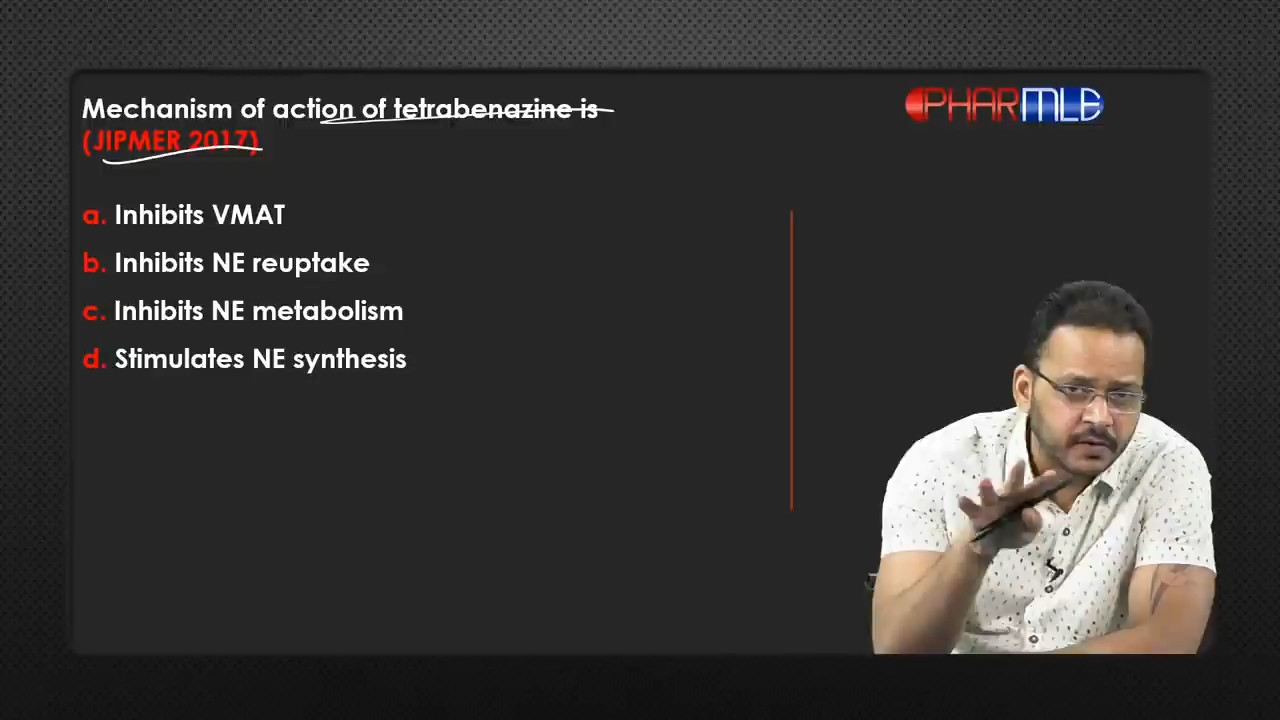 Mechanism of action of tetrabenazine is
(JIPMER 2017)
PHARMLE
a. Inhibits VMAT
b. Inhibits NE reuptake
c. Inhibits NE metabolism
d. Stimulates NE synthesis